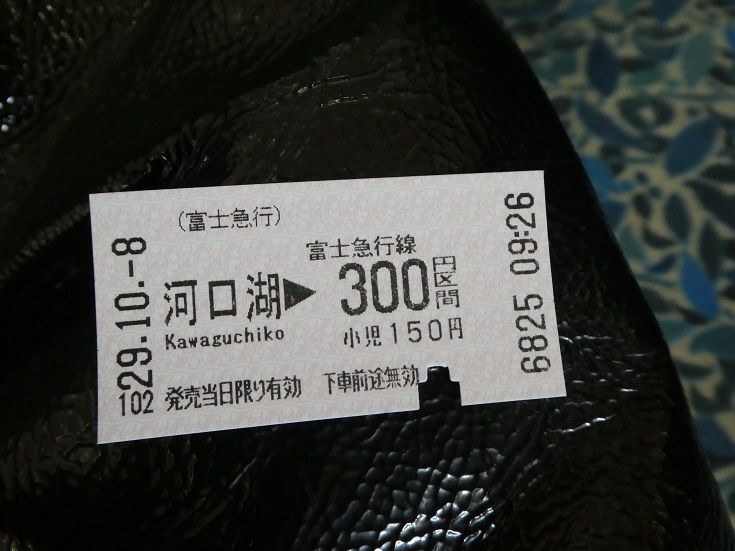 (富士急行)
富士急行線
河口湖▶300円区間
Kawaguchiko
小児150円
発売当日限り有効 下車前途無効
29.10.-8
102
6825 09:26